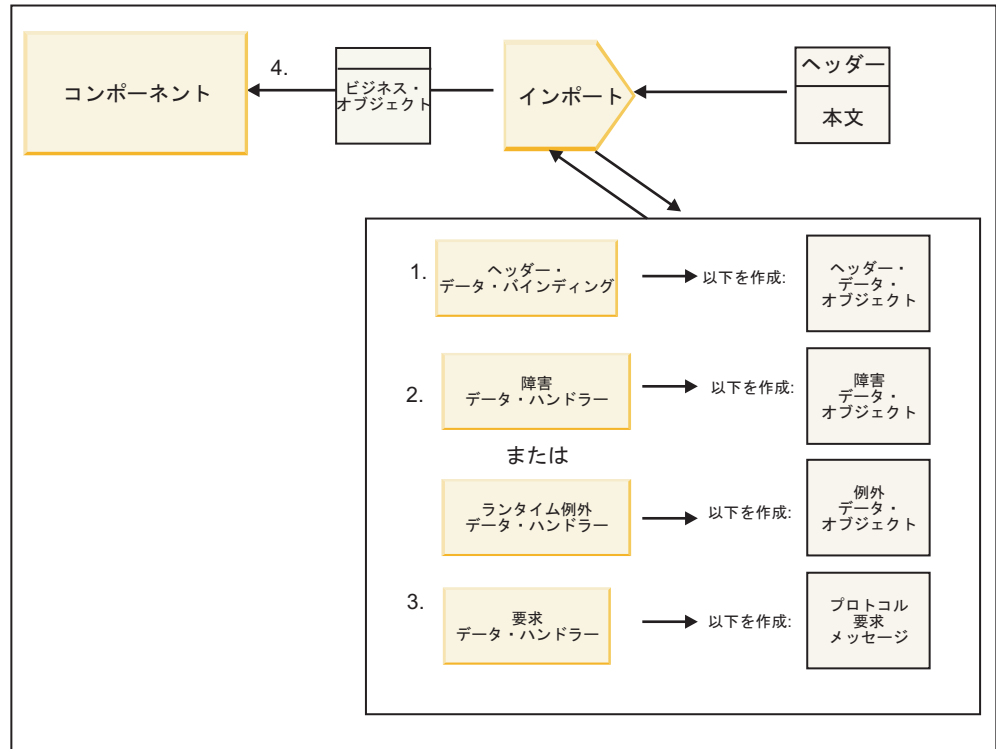 コンポーネント
4.
ビジネス・
オブジェクト
インポート
ヘッダー
本文
1.
ヘッダー・
データ・バインディング
以下を作成:
ヘッダー・
データ・
オブジェクト
2.
障害
データ・ハンドラー
以下を作成:
障害
データ・
オブジェクト
または
ランタイム例外
データ・ハンドラー
以下を作成:
例外
データ・
オブジェクト
3.
要求
データ・ハンドラー
以下を作成:
プロトコル
要求
メッセージ